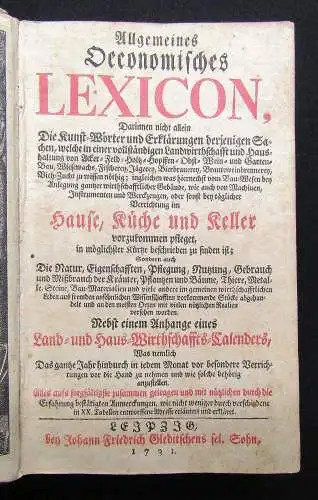 Allgemeines
Oeconomisches
LEXICON,
Darinnen nicht allein
Die Kunst-Wörter und Erklärungen derjenigen Sa-
chen, welche in einer vollständigen Landwirthschafft und Haus-
haltung von Acker- Feld- Holtz- Hopffen- Obst- Wein- und Garten-
Bau, Wiesewachs, Fischerey, Jägerey, Bierbrauerey, Brantewein brennerey,
Vieh-Zucht zu wissen nöthig; ingleichen was hiernechst vom Bau-Wesen bey
Anlegung gantzer wirthschafftlicher Gebäude, wie auch von Machinen,
Instrumenten und Werckzeugen, oder sonst bey täglicher
Verrichtung im
Hause, Küche und Keller
vorzukommen pfleget,
in möglichster Kürtze beschrieben zu finden ist;
Sondern auch
Die Natur, Eigenschafften, Pflegung, Nutzung, Gebrauch
und Mißbrauch der Kräuter, Pflantzen und Bäume, Thiere, Metal-
le, Steine, Bau-Materialien und viele andere im gemeinen wirthschafftlichen
Leben aus fremden ansehnlichen Wissenschafften vorkommende Stücke abgehan-
delt und an den meisten Orten mit vielen nützlichen Realien
versehen worden.
Nebst einem Anhange eines
Land- und Haus-Wirthschaffts-Calenders,
Was nemlich
Das gantze Jahr hindurch in jedem Monat vor besondere Verrich-
tungen vor die Hand zu nehmen und wie solche behörig
anzustellen.
Alles aufs sorgfältigste zusammen getragen und mit nützlichen durch die
Erfahrung bestätigten Anmerckungen, wie nicht weniger durch verschiedene
in XX. Tabellen entworffene Abrisse erläutert und erkläret.
LEIPZIG,
bey Johann Friedrich Gleditschens sel. Sohn,
1731.